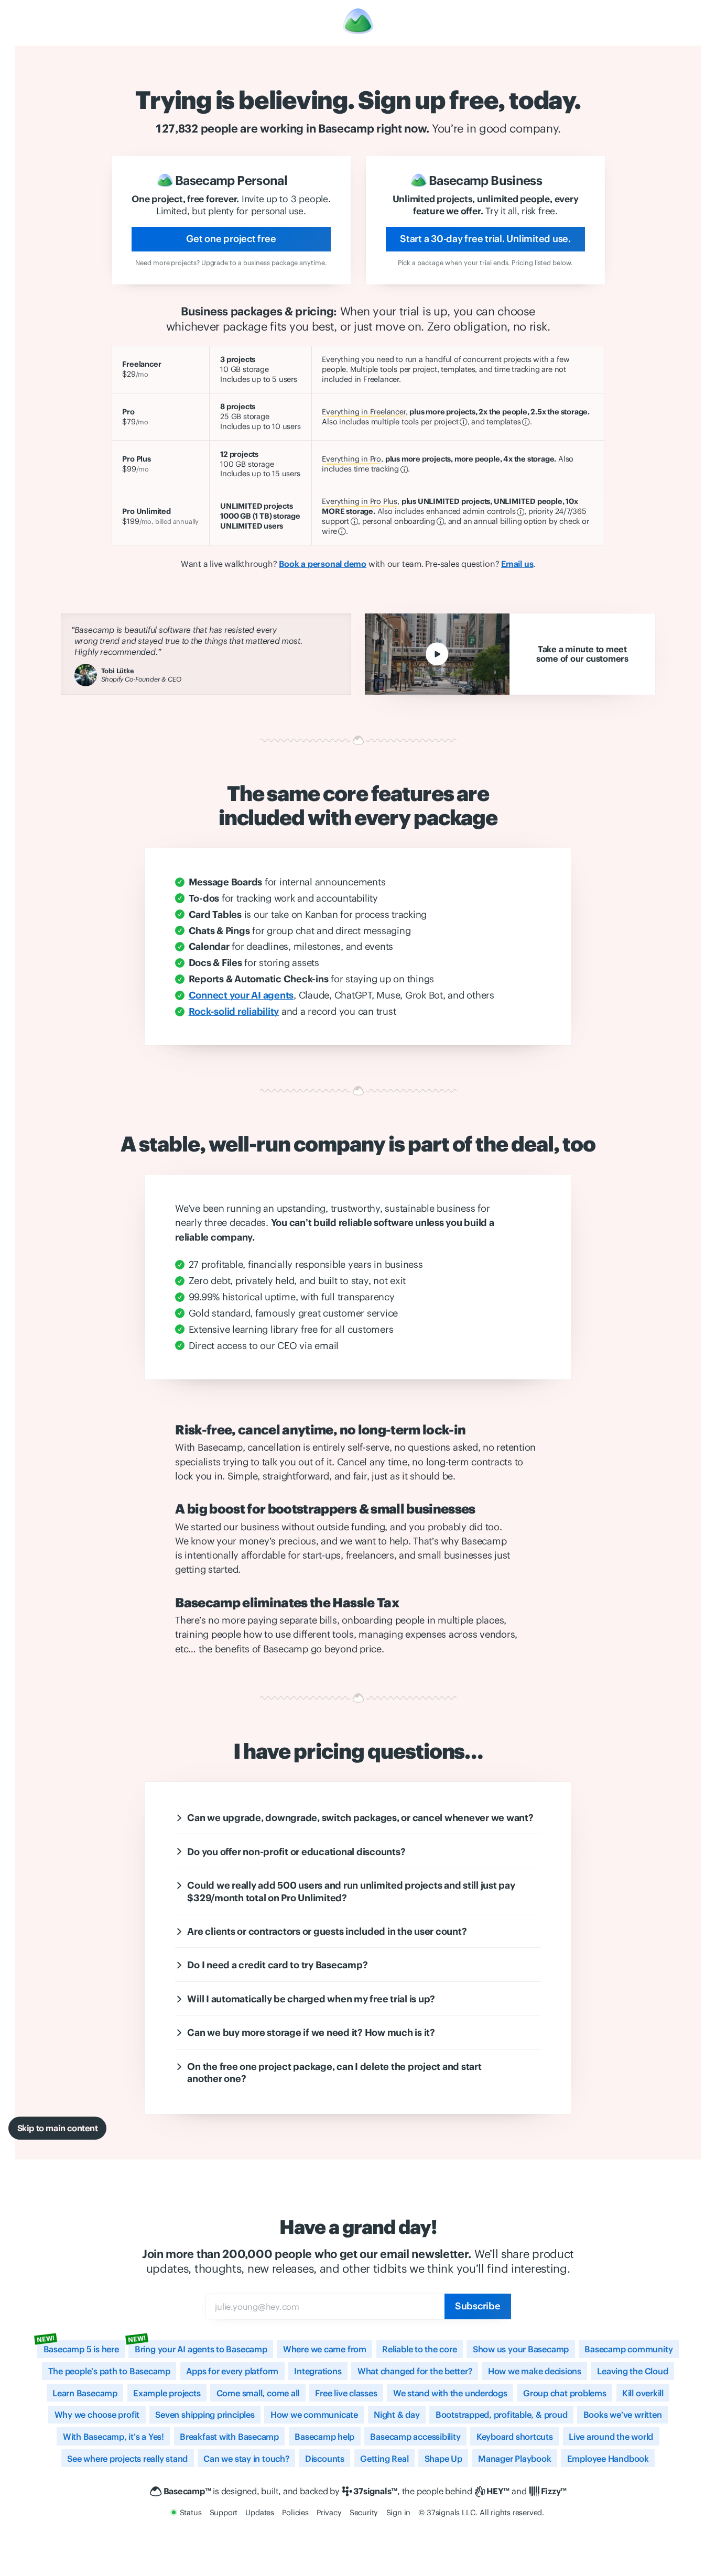 Trying is believing. Sign up free, today.
127,832 people are working in Basecamp right now. You're in good company.
Basecamp Personal
One project, free forever. Invite up to 3 people.
Limited, but plenty for personal use.
Get one project free
Need more projects? Upgrade to a business package anytime.
Basecamp Business
Unlimited projects, unlimited people, every
feature we offer. Try it all, risk free.
Start a 30-day free trial. Unlimited use.
Pick a package when your trial ends. Pricing listed below.
Business packages & pricing: When your trial is up, you can choose
whichever package fits you best, or just move on. Zero obligation, no risk.
Freelancer
$29/mo
3 projects
10 GB storage
Includes up to 5 users
Everything you need to run a handful of concurrent projects with a few
people. Multiple tools per project, templates, and time tracking are not
included in Freelancer.
Pro
$79/mo
8 projects
25 GB storage
Includes up to 10 users
Everything in Freelancer, plus more projects, 2x the people, 2.5x the storage.
Also includes multiple tools per project, and templates.
Pro Plus
$99/mo
12 projects
100 GB storage
Includes up to 15 users
Everything in Pro, plus more projects, more people, 4x the storage. Also
includes time tracking.
Pro Unlimited
$199/mo, billed annually
UNLIMITED projects
1000 GB (1 TB) storage
UNLIMITED users
Everything in Pro Plus, plus UNLIMITED projects, UNLIMITED people, 10x
MORE storage. Also includes enhanced admin controls, priority 24/7/365
support, personal onboarding, and an annual billing option by check or
wire.
Want a live walkthrough? Book a personal demo with our team. Pre-sales question? Email us.
"Basecamp is beautiful software that has resisted every
wrong trend and stayed true to the things that mattered most.
Highly recommended."
Tobi Lütke
Shopify Co-Founder & CEO
Take a minute to meet
some of our customers
The same core features are
included with every package
Message Boards for internal announcements
To-dos for tracking work and accountability
Card Tables is our take on Kanban for process tracking
Chats & Pings for group chat and direct messaging
Calendar for deadlines, milestones, and events
Docs & Files for storing assets
Reports & Automatic Check-ins for staying up on things
Connect your AI agents, Claude, ChatGPT, Muse, Grok Bot, and others
Rock-solid reliability and a record you can trust
A stable, well-run company is part of the deal, too
We've been running an upstanding, trustworthy, sustainable business for
nearly three decades. You can't build reliable software unless you build a
reliable company.
27 profitable, financially responsible years in business
Zero debt, privately held, and built to stay, not exit
99.99% historical uptime, with full transparency
Gold standard, famously great customer service
Extensive learning library free for all customers
Direct access to our CEO via email
Risk-free, cancel anytime, no long-term lock-in
With Basecamp, cancellation is entirely self-serve, no questions asked, no retention
specialists trying to talk you out of it. Cancel any time, no long-term contracts to
lock you in. Simple, straightforward, and fair, just as it should be.
A big boost for bootstrappers & small businesses
We started our business without outside funding, and you probably did too.
We know your money's precious, and we want to help. That's why Basecamp
is intentionally affordable for start-ups, freelancers, and small businesses just
getting started.
Basecamp eliminates the Hassle Tax
There's no more paying separate bills, onboarding people in multiple places,
training people how to use different tools, managing expenses across vendors,
etc... the benefits of Basecamp go beyond price.
I have pricing questions...
Can we upgrade, downgrade, switch packages, or cancel whenever we want?
Do you offer non-profit or educational discounts?
Could we really add 500 users and run unlimited projects and still just pay
$329/month total on Pro Unlimited?
Are clients or contractors or guests included in the user count?
Do I need a credit card to try Basecamp?
Will I automatically be charged when my free trial is up?
Can we buy more storage if we need it? How much is it?
On the free one project package, can I delete the project and start
another one?
Skip to main content
Have a grand day!
Join more than 200,000 people who get our email newsletter. We'll share product
updates, thoughts, new releases, and other tidbits we think you'll find interesting.
julie.young@hey.com
Subscribe
NEW! NEW!
Basecamp 5 is here Bring your AI agents to Basecamp Where we came from Reliable to the core Show us your Basecamp Basecamp community
The people's path to Basecamp Apps for every platform Integrations What changed for the better? How we make decisions Leaving the Cloud
Learn Basecamp Example projects Come small, come all Free live classes We stand with the underdogs Group chat problems Kill overkill
Why we choose profit Seven shipping principles How we communicate Night & day Bootstrapped, profitable, & proud Books we've written
With Basecamp, it's a Yes! Breakfast with Basecamp Basecamp help Basecamp accessibility Keyboard shortcuts Live around the world
See where projects really stand Can we stay in touch? Discounts Getting Real Shape Up Manager Playbook Employee Handbook
Basecamp™ is designed, built, and backed by 37signals™, the people behind HEY™ and Fizzy™
Status Support Updates Policies Privacy Security Sign in © 37signals LLC. All rights reserved.